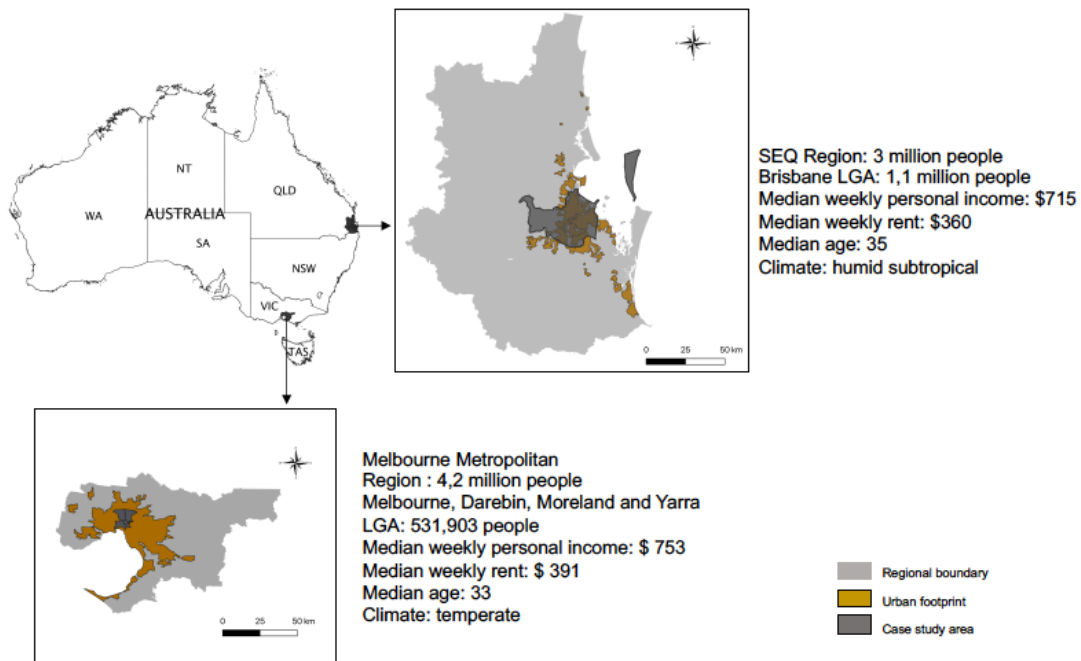 NT
QLD
WA
AUSTRALIA
SA
NSW
VIC
TAS
0 25 50 km
SEQ Region: 3 million people
Brisbane LGA: 1,1 million people
Median weekly personal income: $715
Median weekly rent: $360
Median age: 35
Climate: humid subtropical
0 25 50 km
Melbourne Metropolitan
Region : 4,2 million people
Melbourne, Darebin, Moreland and Yarra
LGA: 531,903 people
Median weekly personal income: $ 753
Median weekly rent: $ 391
Median age: 33
Climate: temperate
Regional boundary
Urban footprint
Case study area